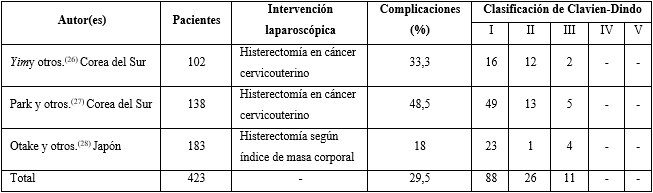 Autor(es) Pacientes Intervención laparoscópica Complicaciones (%) Clasificación de Clavien-Dindo
I II III IV V
Yimy otros.(26) Corea del Sur 102 Histerectomía en cáncer cervicouterino 33,3 16 12 2 - -
Park y otros.(27) Corea del Sur 138 Histerectomía en cáncer cervicouterino 48,5 49 13 5 - -
Otake y otros.(28) Japón 183 Histerectomía según índice de masa corporal 18 23 1 4 - -
Total 423 - 29,5 88 26 11 - -